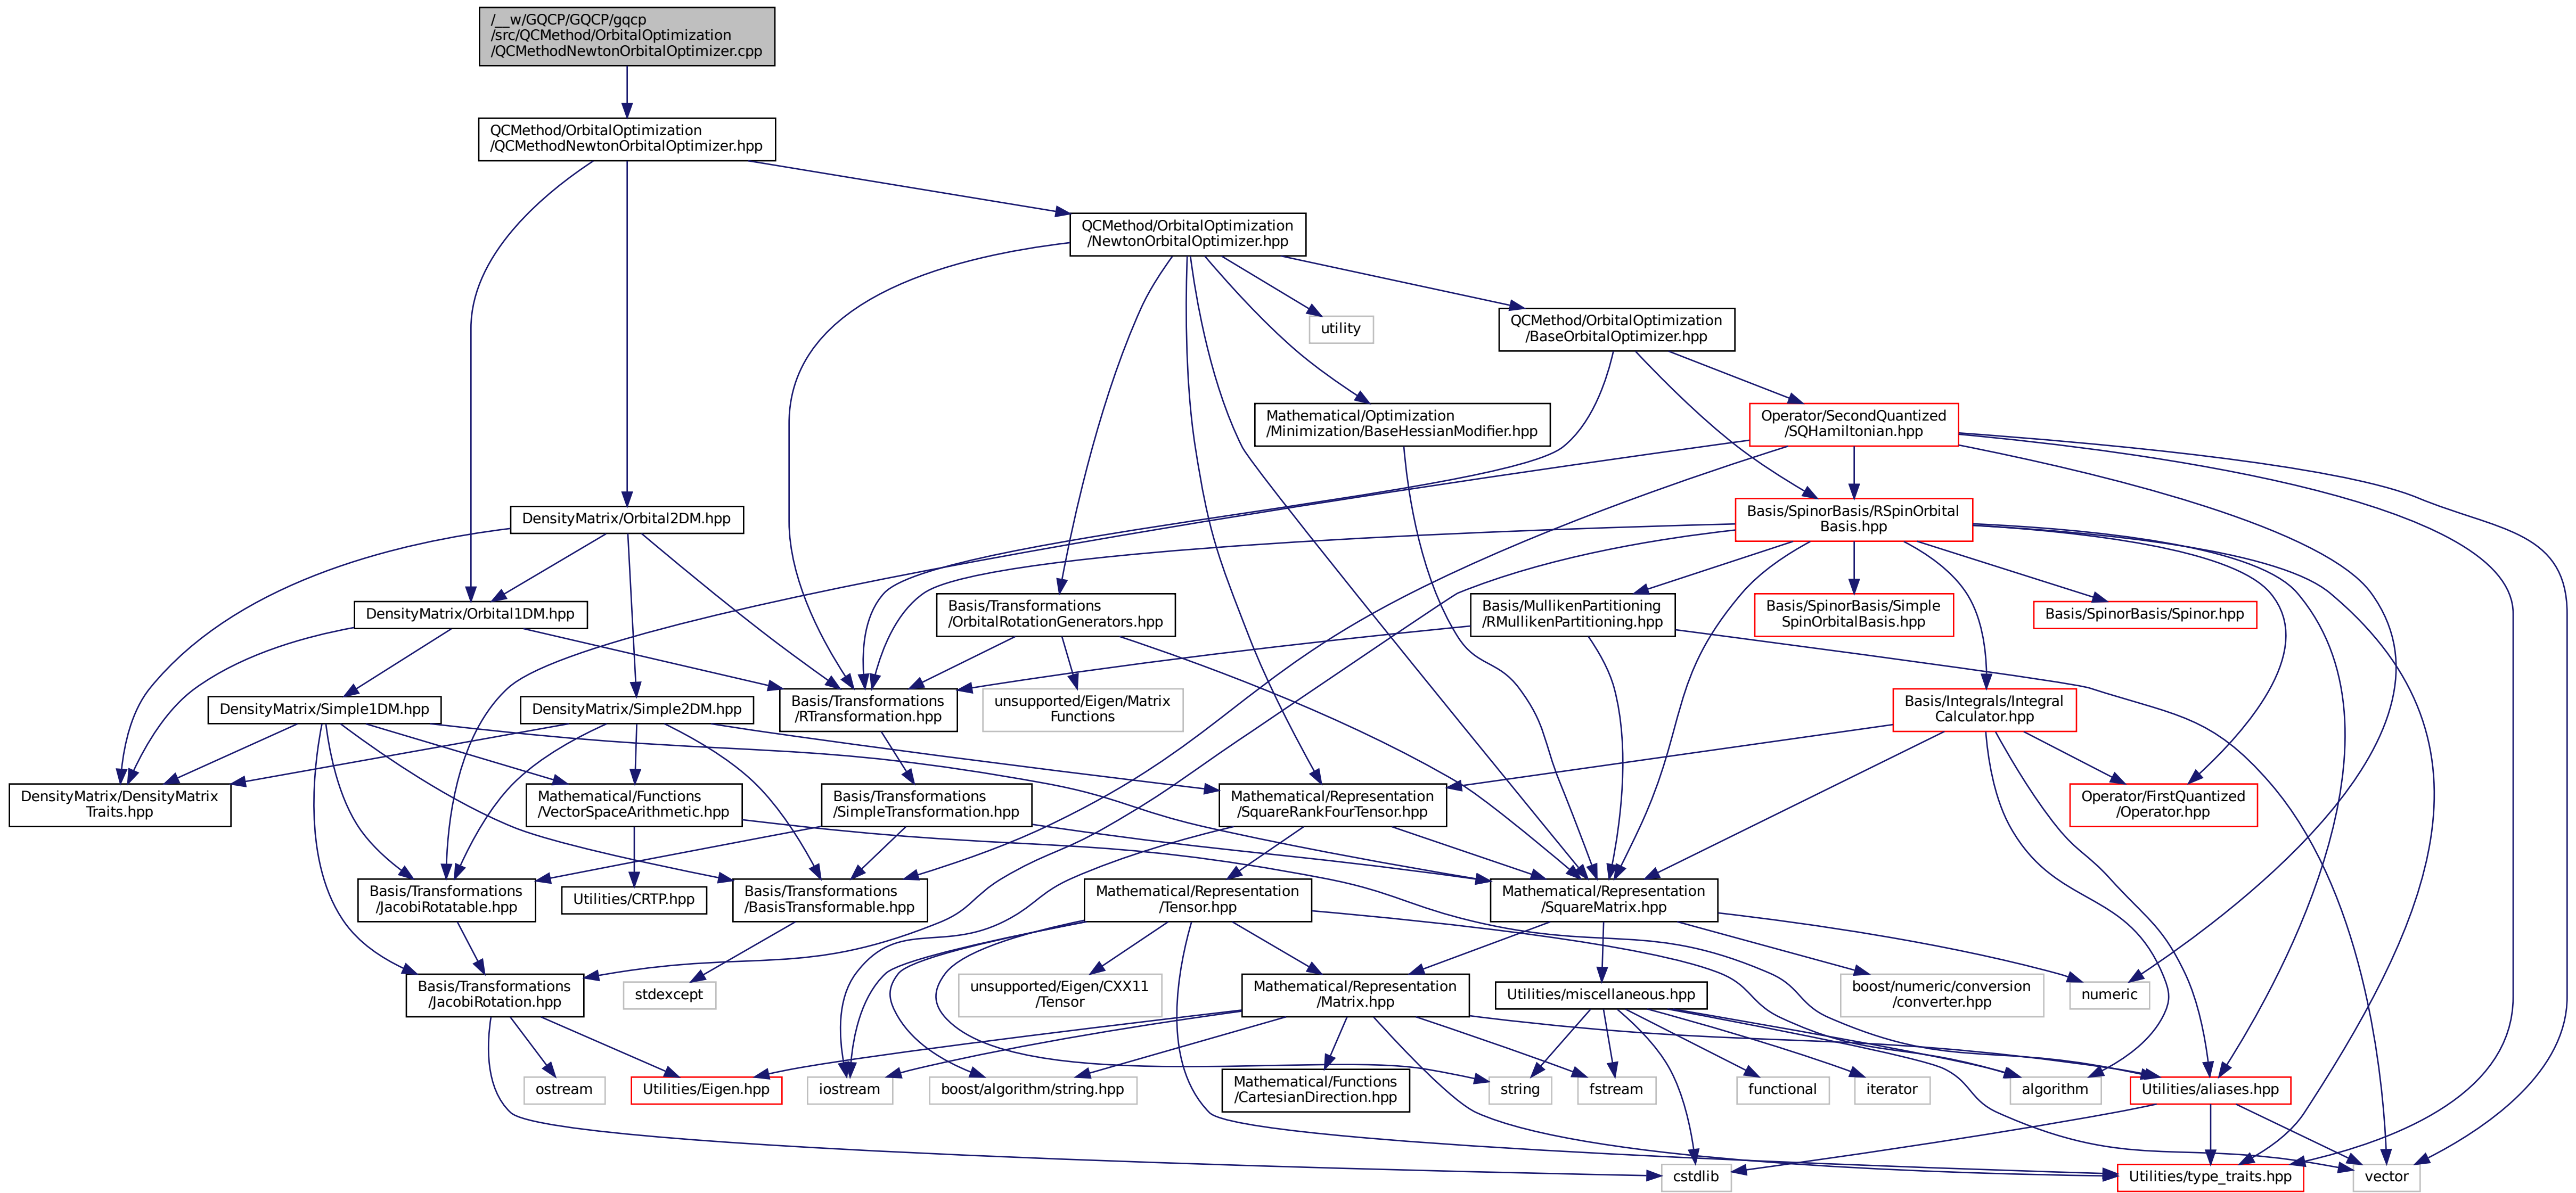 /__w/GQCP/GQCP/gqcp
/src/QCMethod/OrbitalOptimization
/QCMethodNewtonOrbitalOptimizer.cpp
QCMethod/OrbitalOptimization
/QCMethodNewtonOrbitalOptimizer.hpp
QCMethod/OrbitalOptimization
/NewtonOrbitalOptimizer.hpp
utility
QCMethod/OrbitalOptimization
/BaseOrbitalOptimizer.hpp
Mathematical/Optimization
/Minimization/BaseHessianModifier.hpp
Operator/SecondQuantized
/SQHamiltonian.hpp
DensityMatrix/Orbital2DM.hpp
Basis/SpinorBasis/RSpinOrbital
Basis.hpp
DensityMatrix/Orbital1DM.hpp
Basis/Transformations
/OrbitalRotationGenerators.hpp
Basis/MullikenPartitioning
/RMullikenPartitioning.hpp
Basis/SpinorBasis/Simple
SpinOrbitalBasis.hpp
Basis/SpinorBasis/Spinor.hpp
DensityMatrix/Simple1DM.hpp
DensityMatrix/Simple2DM.hpp
Basis/Transformations
/RTransformation.hpp
unsupported/Eigen/Matrix
Functions
Basis/Integrals/Integral
Calculator.hpp
DensityMatrix/DensityMatrix
Traits.hpp
Mathematical/Functions
/VectorSpaceArithmetic.hpp
Basis/Transformations
/SimpleTransformation.hpp
Mathematical/Representation
/SquareRankFourTensor.hpp
Operator/FirstQuantized
/Operator.hpp
Basis/Transformations
/JacobiRotatable.hpp
Utilities/CRTP.hpp
Basis/Transformations
/BasisTransformable.hpp
Mathematical/Representation
/Tensor.hpp
Mathematical/Representation
/SquareMatrix.hpp
Basis/Transformations
/JacobiRotation.hpp
stdexcept
unsupported/Eigen/CXX11
/Tensor
Mathematical/Representation
/Matrix.hpp
Utilities/miscellaneous.hpp
boost/numeric/conversion
/converter.hpp
numeric
ostream
Utilities/Eigen.hpp
iostream
boost/algorithm/string.hpp
Mathematical/Functions
/CartesianDirection.hpp
string
fstream
functional
iterator
algorithm
Utilities/aliases.hpp
cstdlib
Utilities/type_traits.hpp
vector